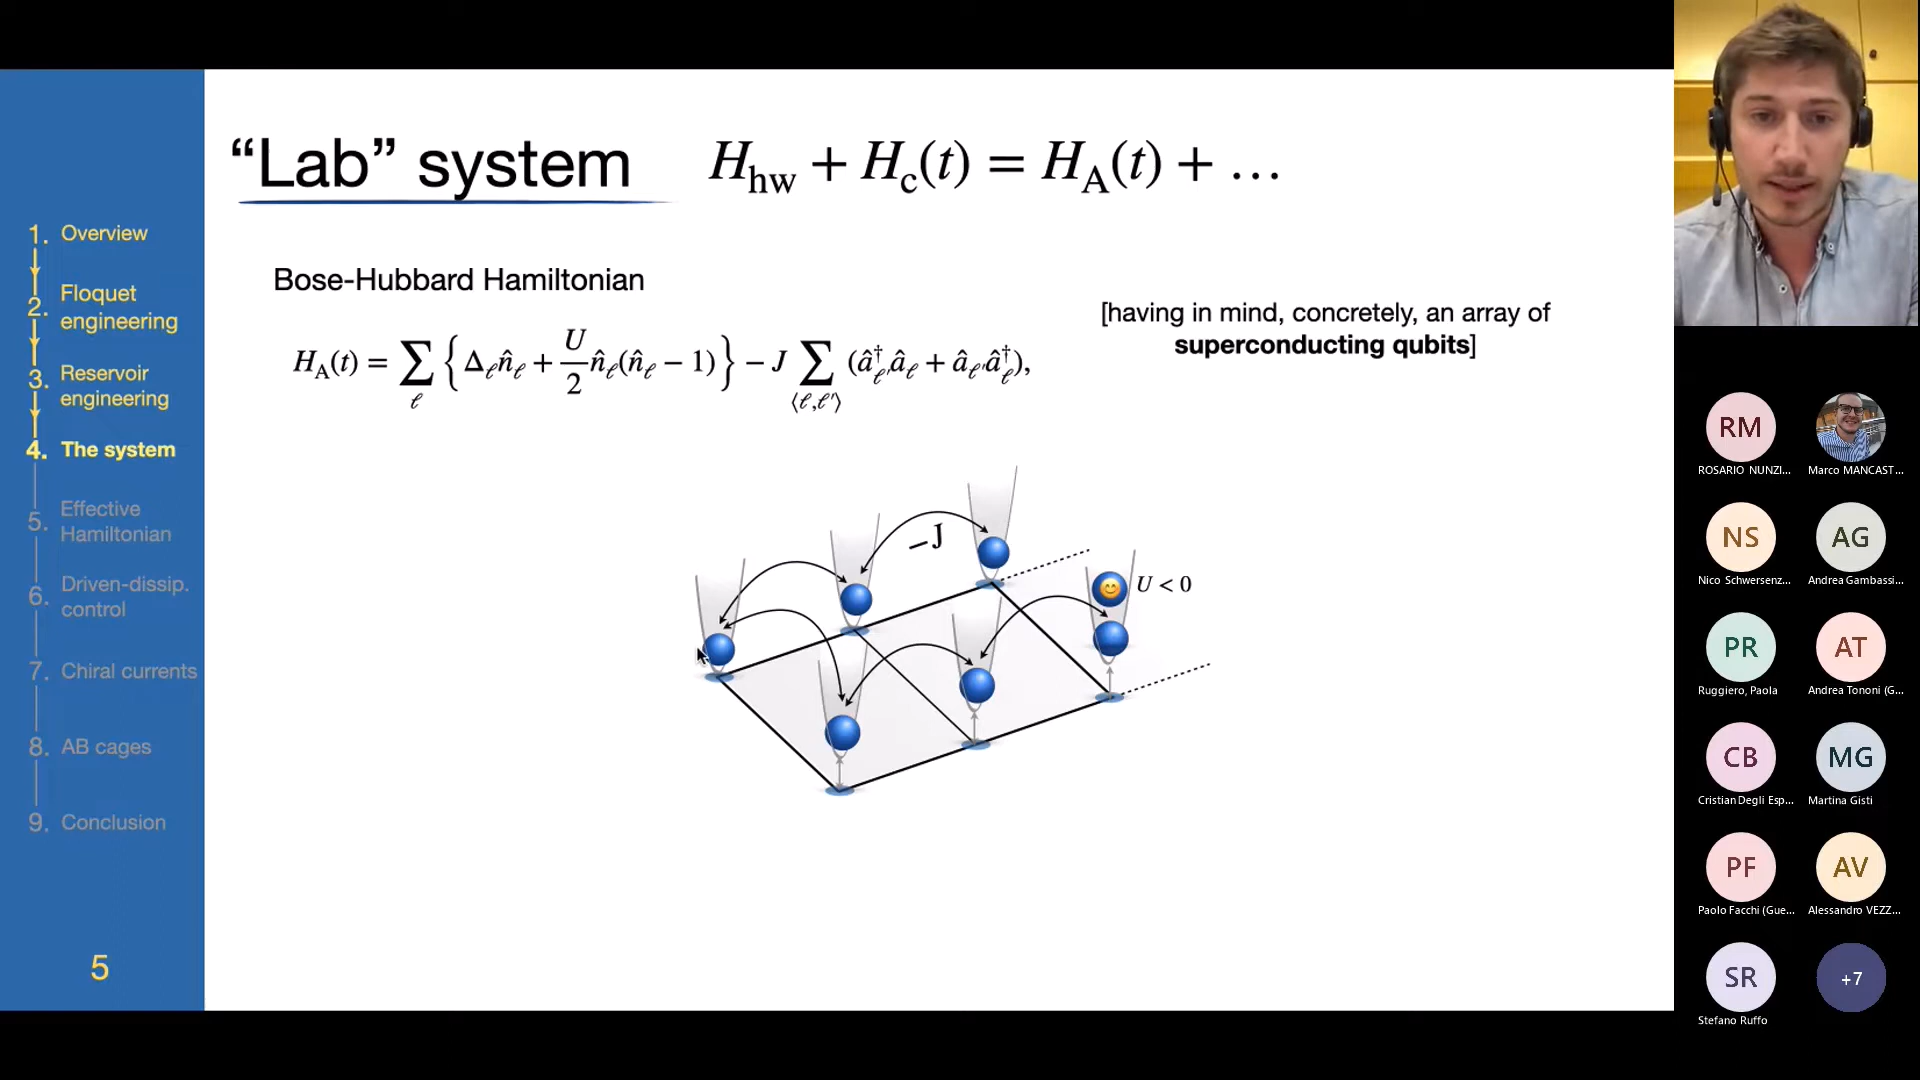 “Lab” system
H_hw + H_c(t) = H_A(t) + …
1. Overview
2. Floquet
engineering
3. Reservoir
engineering
4. The system
5. Effective
Hamiltonian
6. Driven-dissip.
control
7. Chiral currents
8. AB cages
9. Conclusion
5
Bose-Hubbard Hamiltonian
H_A(t) = ∑_ℓ { Δ_ℓ n̂_ℓ + U/2 n̂_ℓ(n̂_ℓ − 1) } − J ∑_⟨ℓ,ℓ′⟩ (â†_ℓ′ â_ℓ + â_ℓ′ â†_ℓ),
[having in mind, concretely, an array of
superconducting qubits]
−J
U < 0
RM
ROSARIO NUNZI...
Marco MANCAST...
NS
Nico Schwersenz...
AG
Andrea Gambassi...
PR
Ruggiero, Paola
AT
Andrea Tononi (G...
CB
Cristian Degli Esp...
MG
Martina Gisti
PF
Paolo Facchi (Gue...
AV
Alessandro VEZZ...
SR
Stefano Ruffo
+7